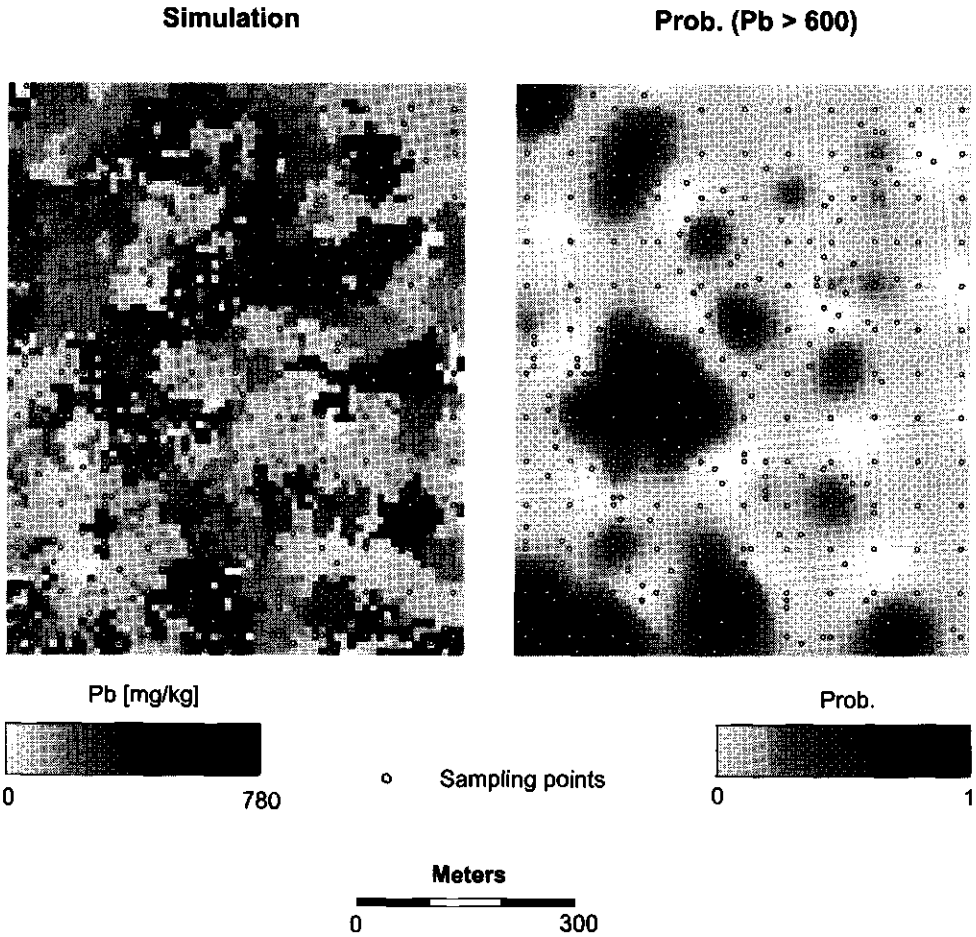 Simulation
Prob. (Pb > 600)
Pb [mg/kg]
0 780
Sampling points
Prob.
0 1
Meters
0 300